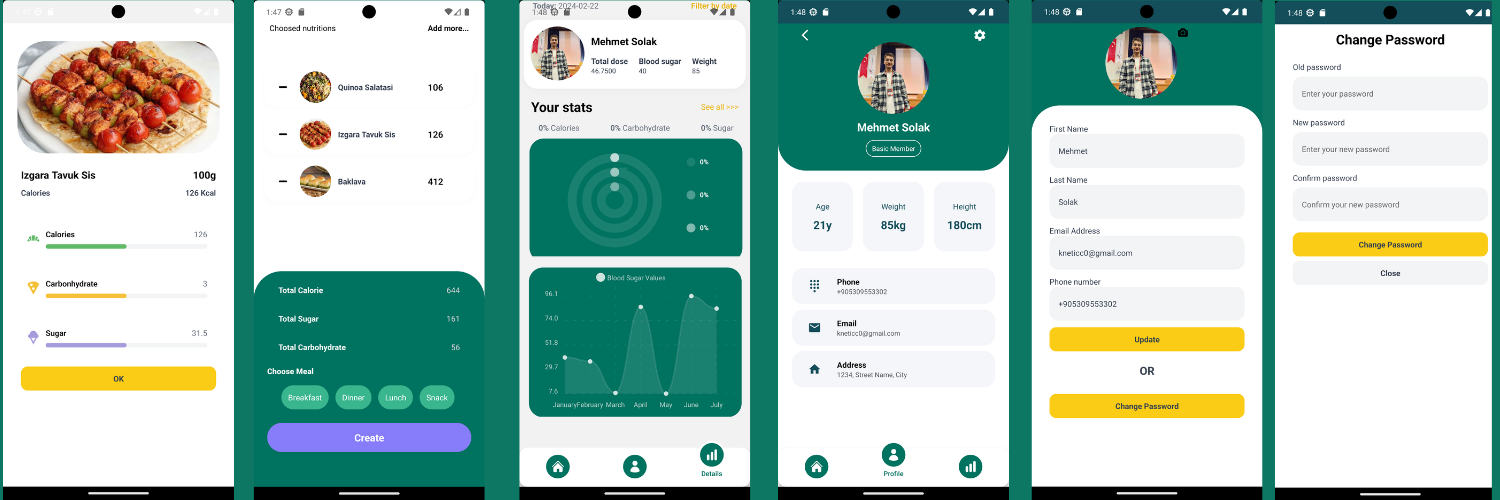 1:47
Izgara Tavuk Sis 100g
Calories 126 Kcal
Calories 126
Carbonhydrate 3
Sugar 31.5
OK
1:47
Choosed nutritions Add more...
Quinoa Salatasi 106
Izgara Tavuk Sis 126
Baklava 412
Total Calorie 644
Total Sugar 161
Total Carbohydrate 56
Choose Meal
Breakfast Dinner Lunch Snack
Create
Today: 2024-02-22 Filter by date
1:48
Mehmet Solak
Total dose Blood sugar Weight
46.7500 40 85
Your stats See all >>>
0% Calories 0% Carbohydrate 0% Sugar
0%
0%
0%
Blood Sugar Values
96.1
74.0
51.8
29.7
7.6
January February March April May June July
Details
1:48
Mehmet Solak
Basic Member
Age Weight Height
21y 85kg 180cm
Phone
+905309553302
Email
kneticc0@gmail.com
Address
1234, Street Name, City
Profile
1:48
First Name
Mehmet
Last Name
Solak
Email Address
kneticc0@gmail.com
Phone number
+905309553302
Update
OR
Change Password
1:48
Change Password
Old password
Enter your password
New password
Enter your new password
Confirm password
Confirm your new password
Change Password
Close